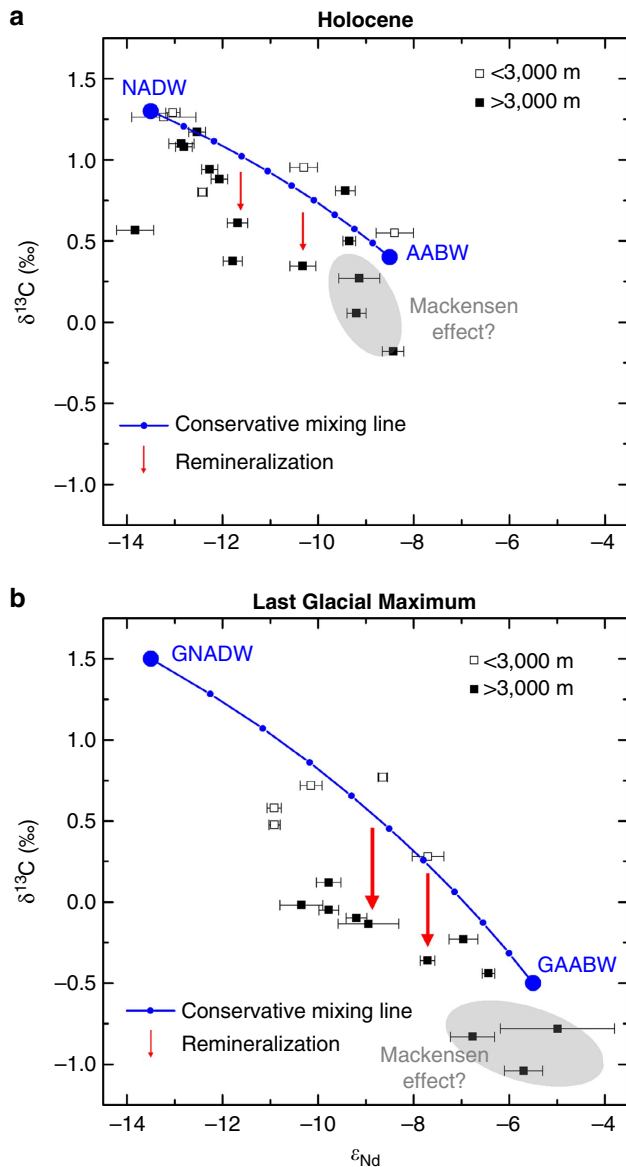 a
Holocene
NADW
<3,000 m
>3,000 m
AABW
Mackensen
effect?
Conservative mixing line
Remineralization
δ13C (‰)
1.5
1.0
0.5
0.0
−0.5
−1.0
−14
−12
−10
−8
−6
−4
b
Last Glacial Maximum
GNADW
<3,000 m
>3,000 m
GAABW
Conservative mixing line
Remineralization
Mackensen
effect?
δ13C (‰)
1.5
1.0
0.5
0.0
−0.5
−1.0
−14
−12
−10
−8
−6
−4
εNd